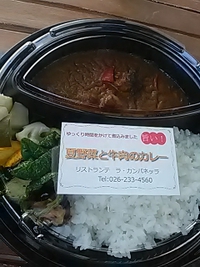 ゆっくり時間をかけて煮込みました
旨い！
夏野菜と牛肉のカレー
リストランテ ラ・カンパネッラ
Tel:026-233-4560